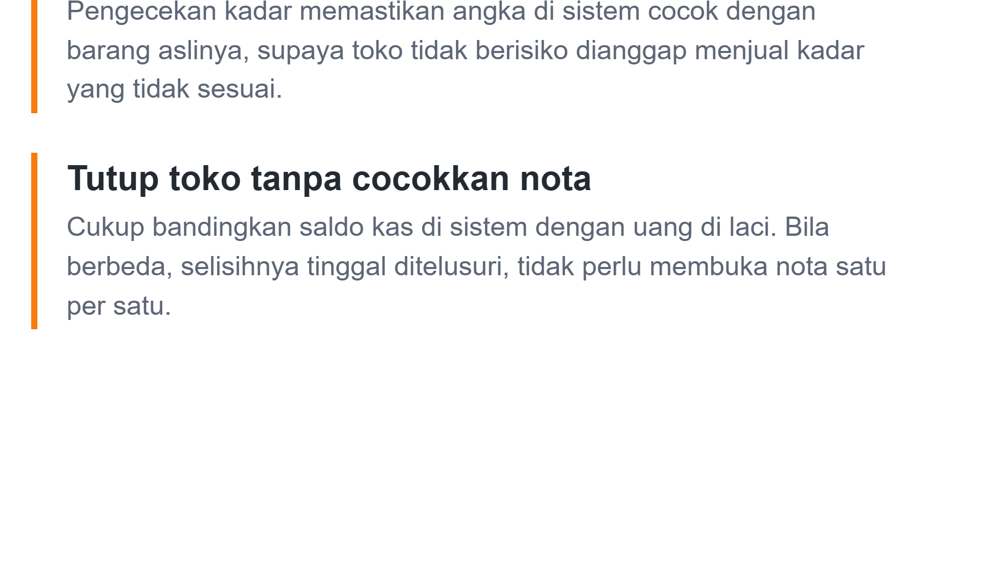 Pengecekan kadar memastikan angka di sistem cocok dengan
barang aslinya, supaya toko tidak berisiko dianggap menjual kadar
yang tidak sesuai.
Tutup toko tanpa cocokkan nota
Cukup bandingkan saldo kas di sistem dengan uang di laci. Bila
berbeda, selisihnya tinggal ditelusuri, tidak perlu membuka nota satu
per satu.